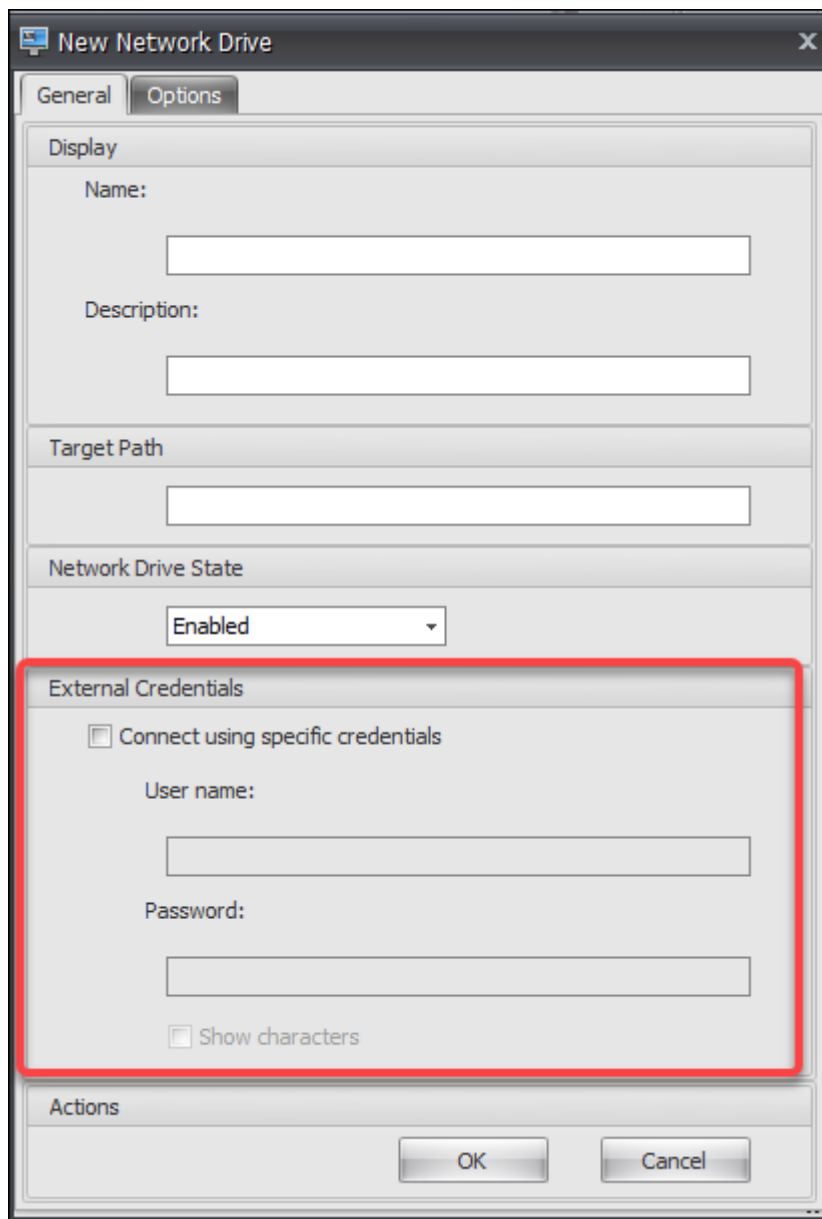 New Network Drive
General Options
Display
Name:
Description:
Target Path
Network Drive State
Enabled
External Credentials
Connect using specific credentials
User name:
Password:
Show characters
Actions
OK Cancel